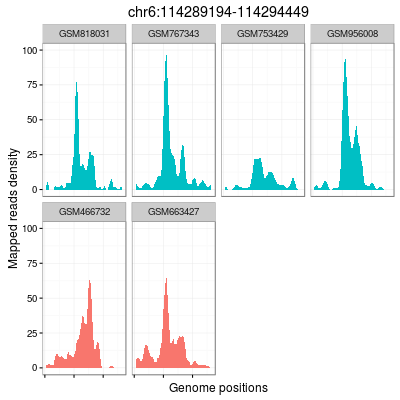 chr6:114289194-114294449
GSM818031 GSM767343 GSM753429 GSM956008
100
75
50
25
0
GSM466732 GSM663427
100
75
50
25
0
Mapped reads density
Genome positions